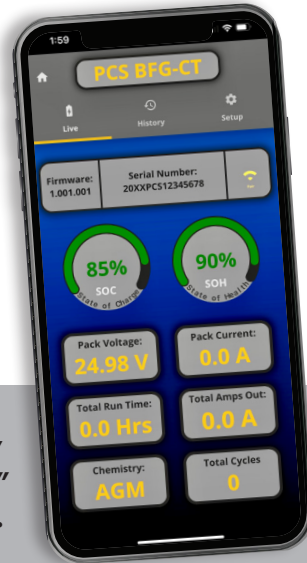 1:59
PCS BFG-CT
Live
History
Setup
Firmware:
1.001.001
Serial Number:
20XXPCS12345678
85%
SOC
State of Charge
90%
SOH
State of Health
Pack Voltage:
24.98 V
Pack Current:
0.0 A
Total Run Time:
0.0 Hrs
Total Amps Out:
0.0 A
Chemistry:
AGM
Total Cycles
0